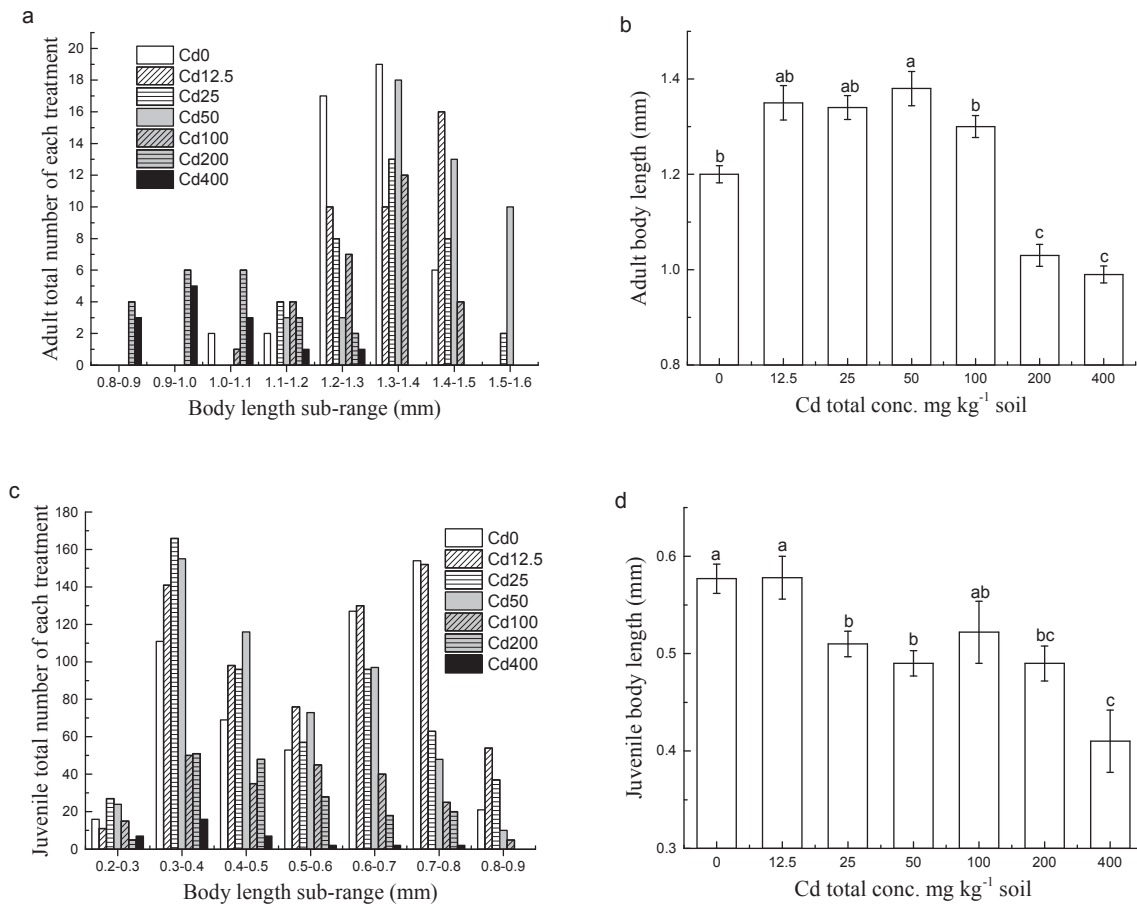 a
20
18
16
14
12
10
8
6
4
2
0
Adult total number of each treatment
Cd0
Cd12.5
Cd25
Cd50
Cd100
Cd200
Cd400
0.8-0.9 0.9-1.0 1.0-1.1 1.1-1.2 1.2-1.3 1.3-1.4 1.4-1.5 1.5-1.6
Body length sub-range (mm)
b
1.4
1.2
1.0
0.8
Adult body length (mm)
b ab ab a b c c
0 12.5 25 50 100 200 400
Cd total conc. mg kg-1 soil
c
180
160
140
120
100
80
60
40
20
0
Juvenile total number of each treatment
Cd0
Cd12.5
Cd25
Cd50
Cd100
Cd200
Cd400
0.2-0.3 0.3-0.4 0.4-0.5 0.5-0.6 0.6-0.7 0.7-0.8 0.8-0.9
Body length sub-range (mm)
d
0.6
0.5
0.4
0.3
Juvenile body length (mm)
a a b b ab bc c
0 12.5 25 50 100 200 400
Cd total conc. mg kg-1 soil